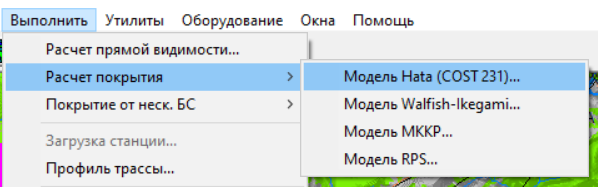 Выполнить Утилиты Оборудование Окна Помощь
Расчет прямой видимости...
Расчет покрытия
Покрытие от неск. БС
Загрузка станции...
Профиль трассы...
Модель Hata (COST 231)...
Модель Walfish-Ikegami...
Модель МККР...
Модель RPS...